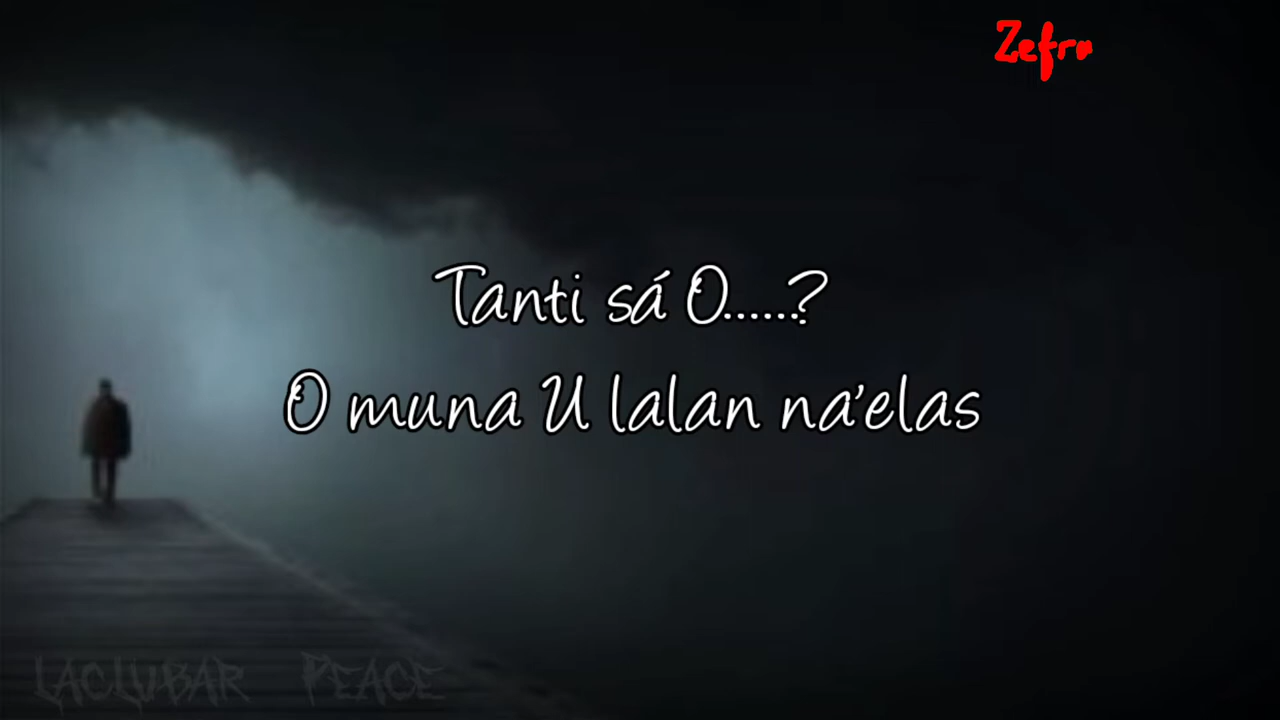 Zefra
Tanti sá O.....?
O muna U lalan na'elas
LACLUBAR PEACE